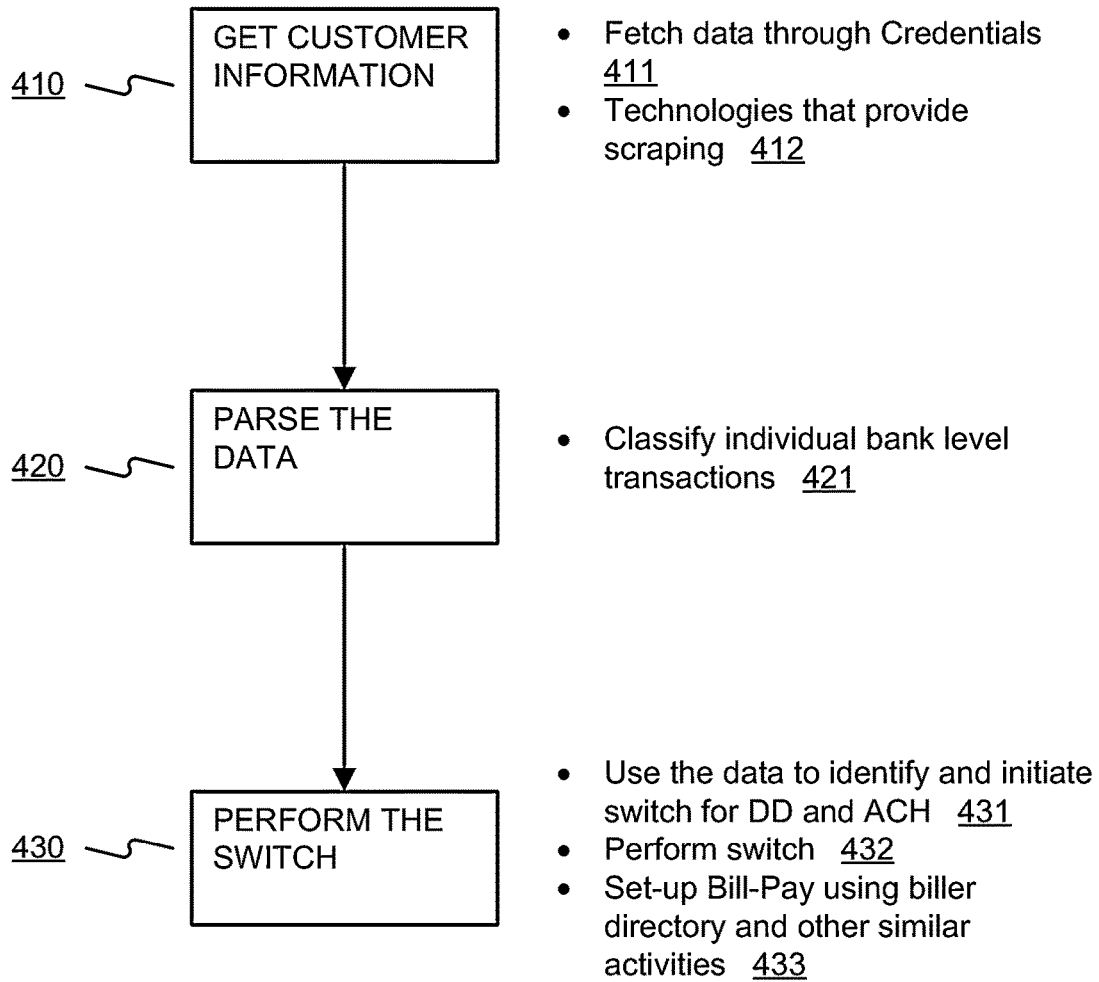 GET CUSTOMER
INFORMATION
410
• Fetch data through Credentials
411
• Technologies that provide
scraping 412
PARSE THE
DATA
420
• Classify individual bank level
transactions 421
PERFORM THE
SWITCH
430
• Use the data to identify and initiate
switch for DD and ACH 431
• Perform switch 432
• Set-up Bill-Pay using biller
directory and other similar
activities 433